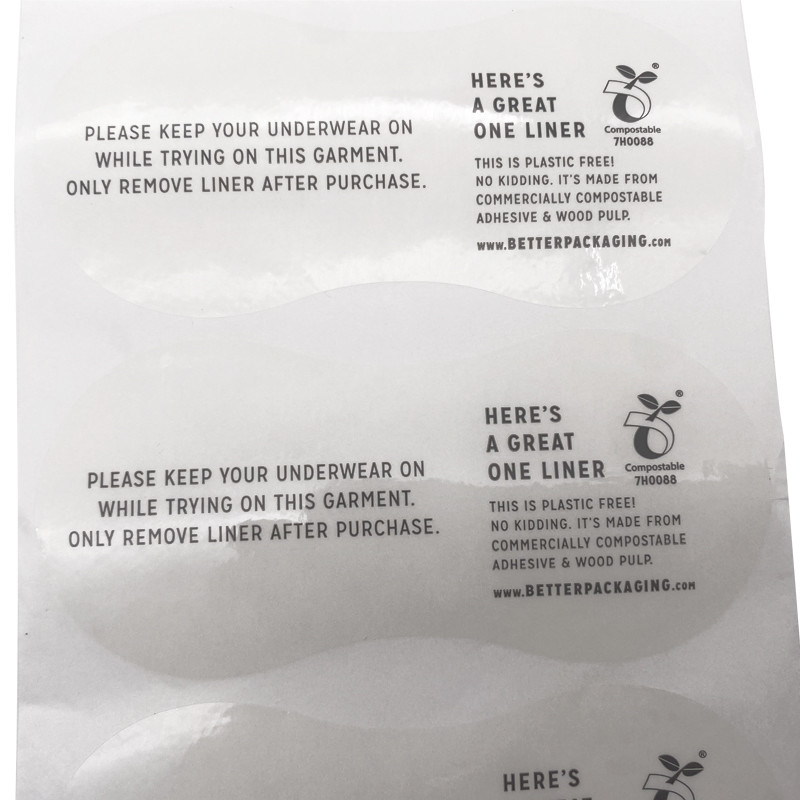 PLEASE KEEP YOUR UNDERWEAR ON
WHILE TRYING ON THIS GARMENT.
ONLY REMOVE LINER AFTER PURCHASE.
HERE'S
A GREAT
ONE LINER
®
Compostable
7H0088
THIS IS PLASTIC FREE!
NO KIDDING. IT'S MADE FROM
COMMERCIALLY COMPOSTABLE
ADHESIVE & WOOD PULP.
www.BETTERPACKAGING.com
PLEASE KEEP YOUR UNDERWEAR ON
WHILE TRYING ON THIS GARMENT.
ONLY REMOVE LINER AFTER PURCHASE.
HERE'S
A GREAT
ONE LINER
®
Compostable
7H0088
THIS IS PLASTIC FREE!
NO KIDDING. IT'S MADE FROM
COMMERCIALLY COMPOSTABLE
ADHESIVE & WOOD PULP.
www.BETTERPACKAGING.com
HERE'S
®